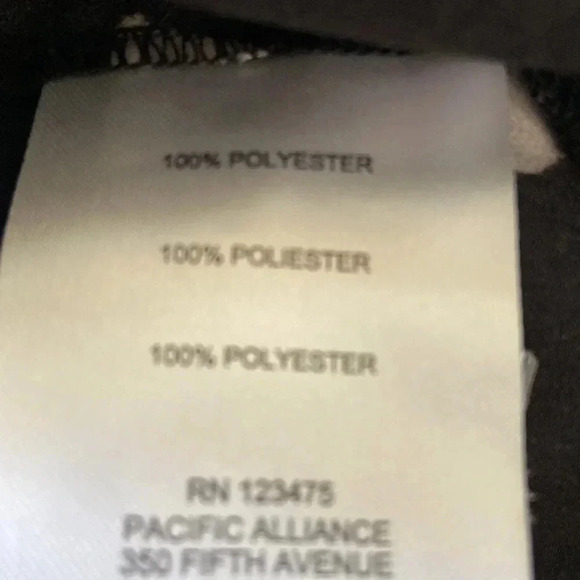 100% POLYESTER
100% POLIESTER
100% POLYESTER
RN 123475
PACIFIC ALLIANCE
350 FIFTH AVENUE